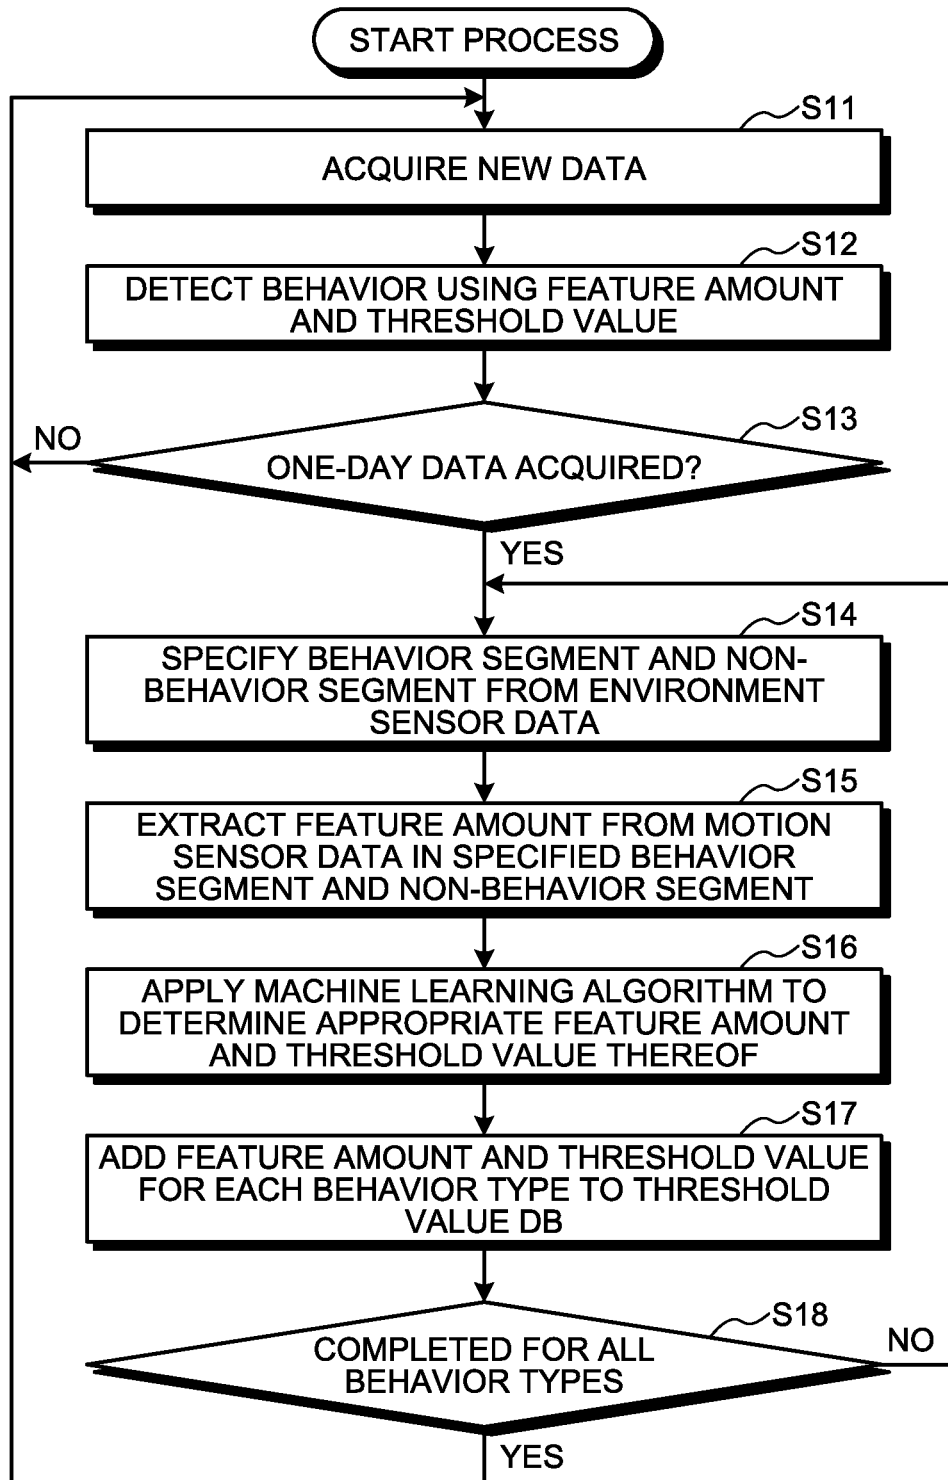 START PROCESS
S11
ACQUIRE NEW DATA
S12
DETECT BEHAVIOR USING FEATURE AMOUNT
AND THRESHOLD VALUE
S13
NO
ONE-DAY DATA ACQUIRED?
YES
S14
SPECIFY BEHAVIOR SEGMENT AND NON-
BEHAVIOR SEGMENT FROM ENVIRONMENT
SENSOR DATA
S15
EXTRACT FEATURE AMOUNT FROM MOTION
SENSOR DATA IN SPECIFIED BEHAVIOR
SEGMENT AND NON-BEHAVIOR SEGMENT
S16
APPLY MACHINE LEARNING ALGORITHM TO
DETERMINE APPROPRIATE FEATURE AMOUNT
AND THRESHOLD VALUE THEREOF
S17
ADD FEATURE AMOUNT AND THRESHOLD VALUE
FOR EACH BEHAVIOR TYPE TO THRESHOLD
VALUE DB
S18
NO
COMPLETED FOR ALL
BEHAVIOR TYPES
YES